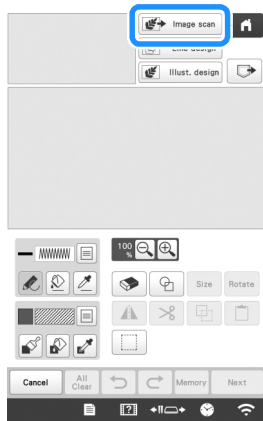 Image scan
Line design
Illust. design
100
%
Size
Rotate
Cancel
All
Clear
Memory
Next